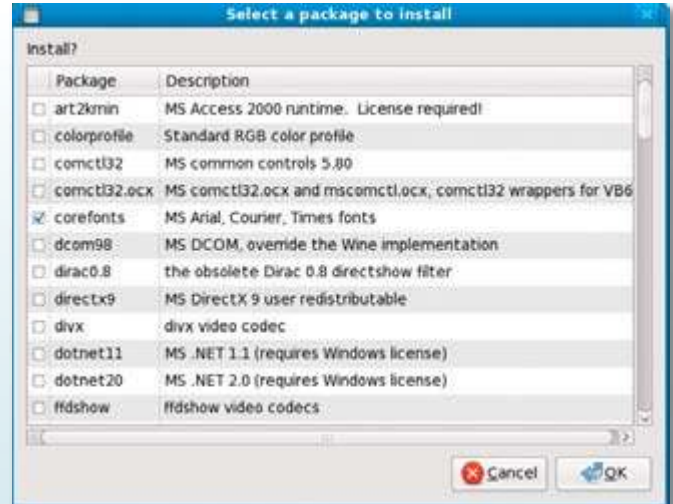 Select a package to install
Install?
Package Description
art2kmin MS Access 2000 runtime. License required!
colorprofile Standard RGB color profile
comctl32 MS common controls 5.80
comctl32.ocx MS comctl32.ocx and mscomctl.ocx, comctl32 wrappers for VB6
corefonts MS Arial, Courier, Times fonts
dcom98 MS DCOM, override the Wine implementation
dirac0.8 the obsolete Dirac 0.8 directshow filter
directx9 MS DirectX 9 user redistributable
divx divx video codec
dotnet11 MS .NET 1.1 (requires Windows license)
dotnet20 MS .NET 2.0 (requires Windows license)
ffdshow ffdshow video codecs
Cancel OK